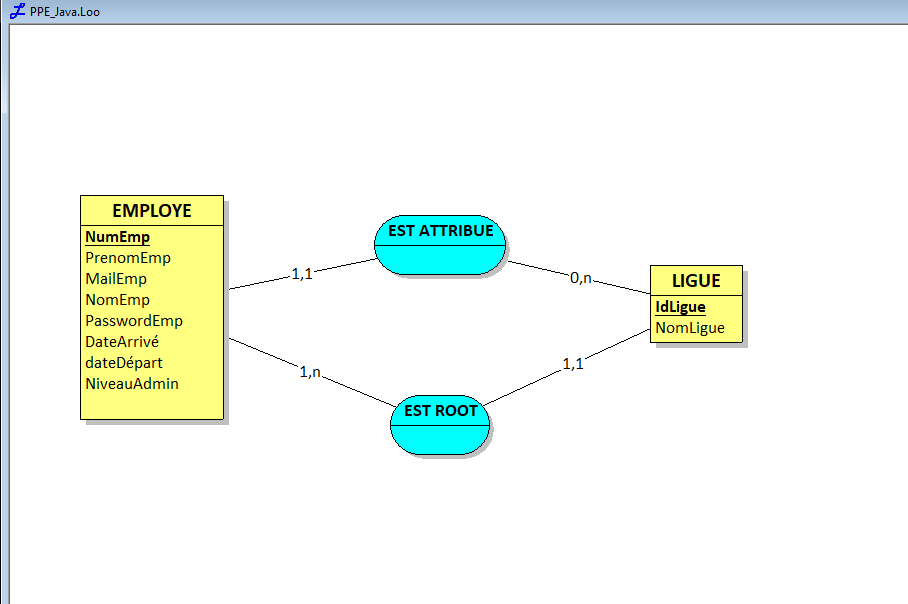 PPE_Java.Loo
EMPLOYE
NumEmp
PrenomEmp
MailEmp
NomEmp
PasswordEmp
DateArrivé
dateDépart
NiveauAdmin
1,1
EST ATTRIBUE
0,n
LIGUE
IdLigue
NomLigue
1,n
EST ROOT
1,1